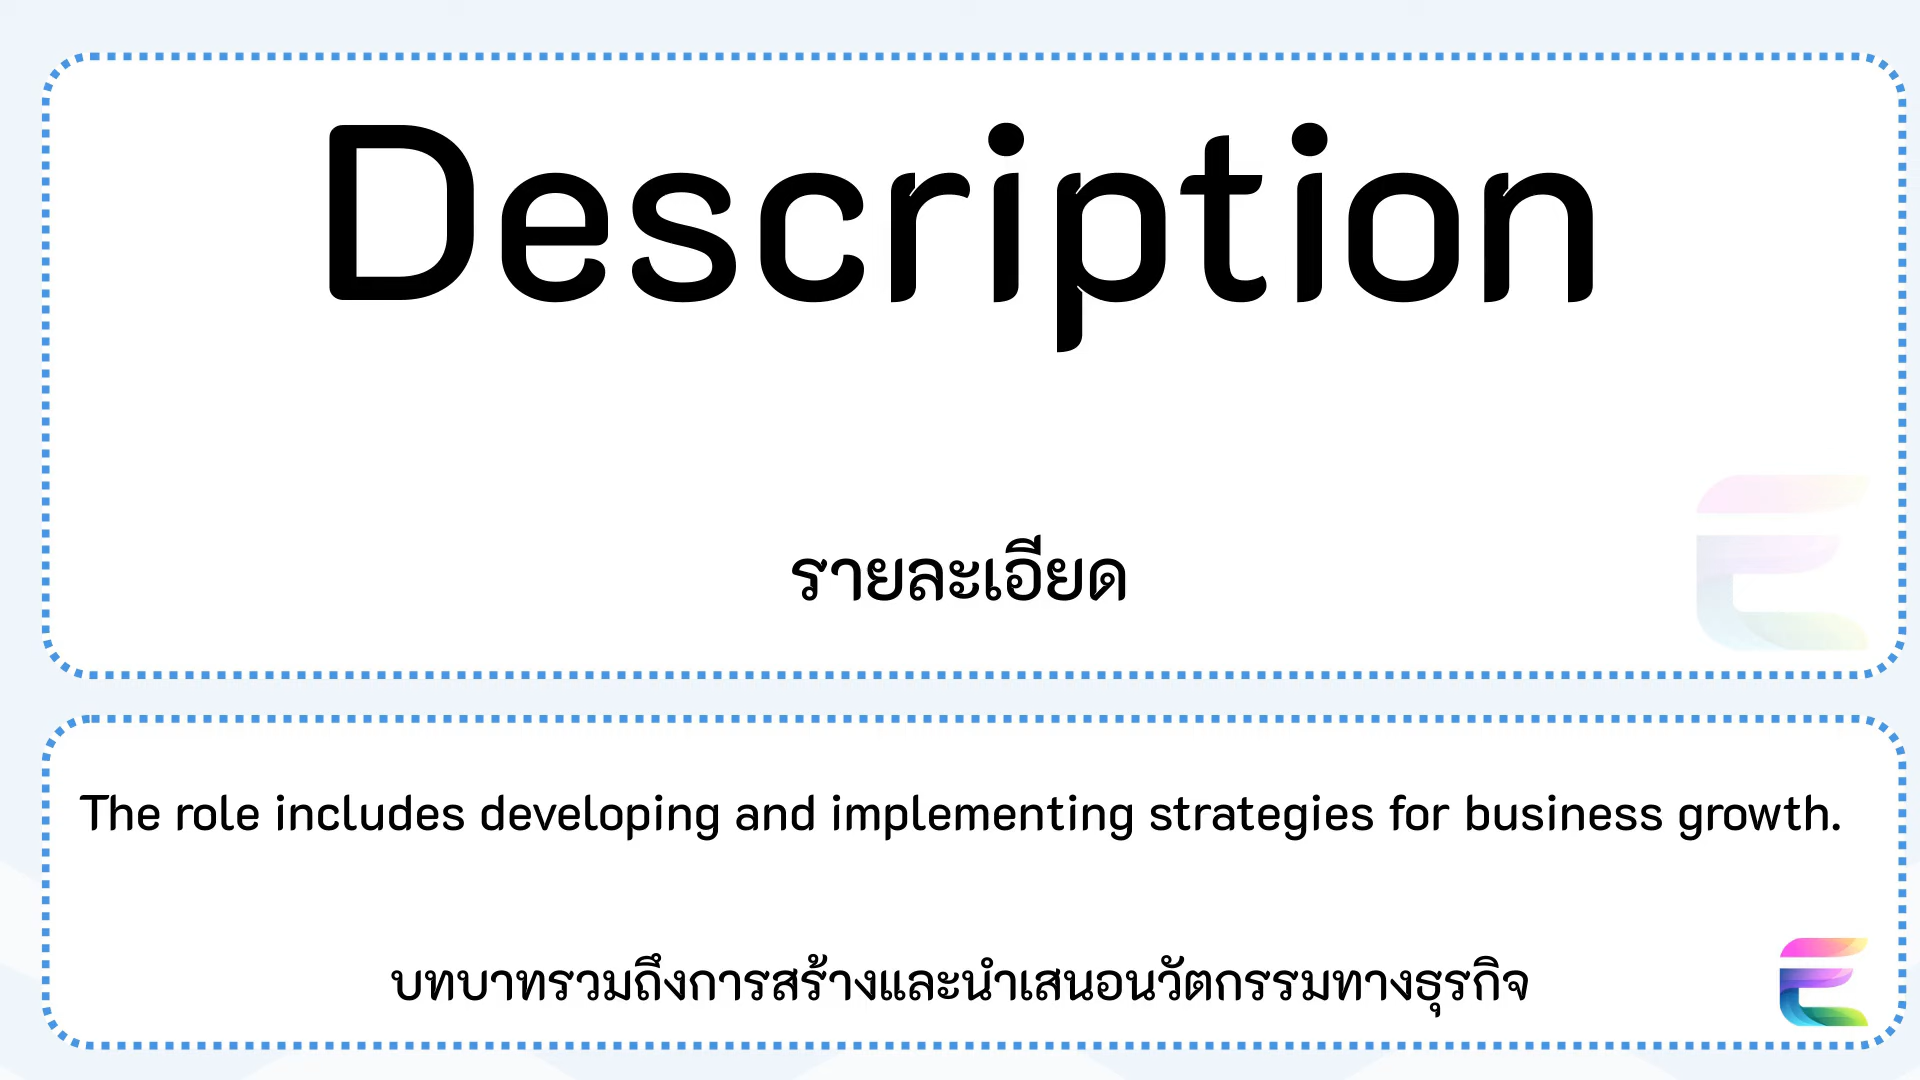 Description
รายละเอียด
The role includes developing and implementing strategies for business growth.
บทบาทรวมถึงการสร้างและนำเสนอนวัตกรรมทางธุรกิจ